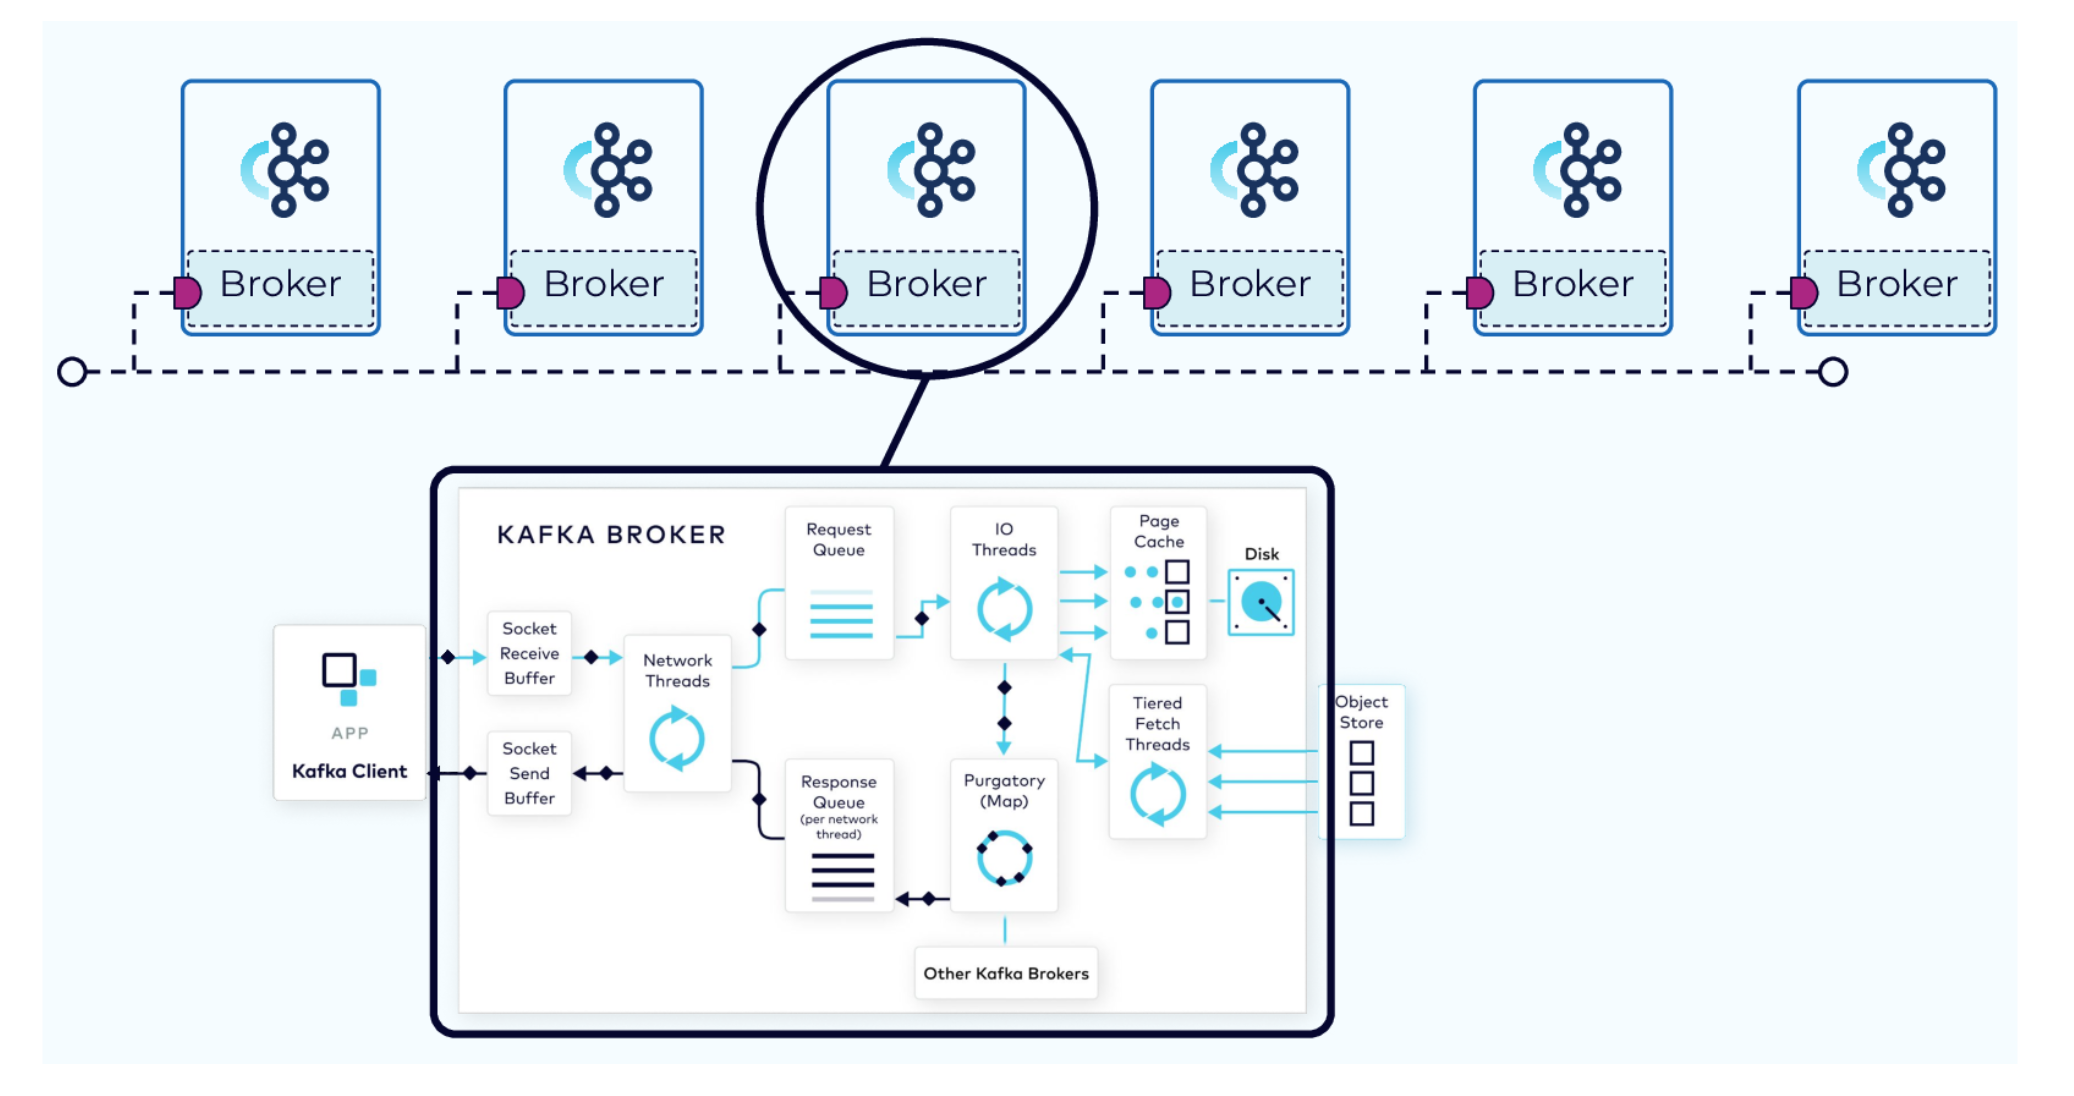 Broker
Broker
Broker
Broker
Broker
Broker
KAFKA BROKER
Request
Queue
IO
Threads
Page
Cache
Disk
Socket
Receive
Buffer
Network
Threads
APP
Kafka Client
Socket
Send
Buffer
Response
Queue
(per network
thread)
Purgatory
(Map)
Tiered
Fetch
Threads
Object
Store
Other Kafka Brokers